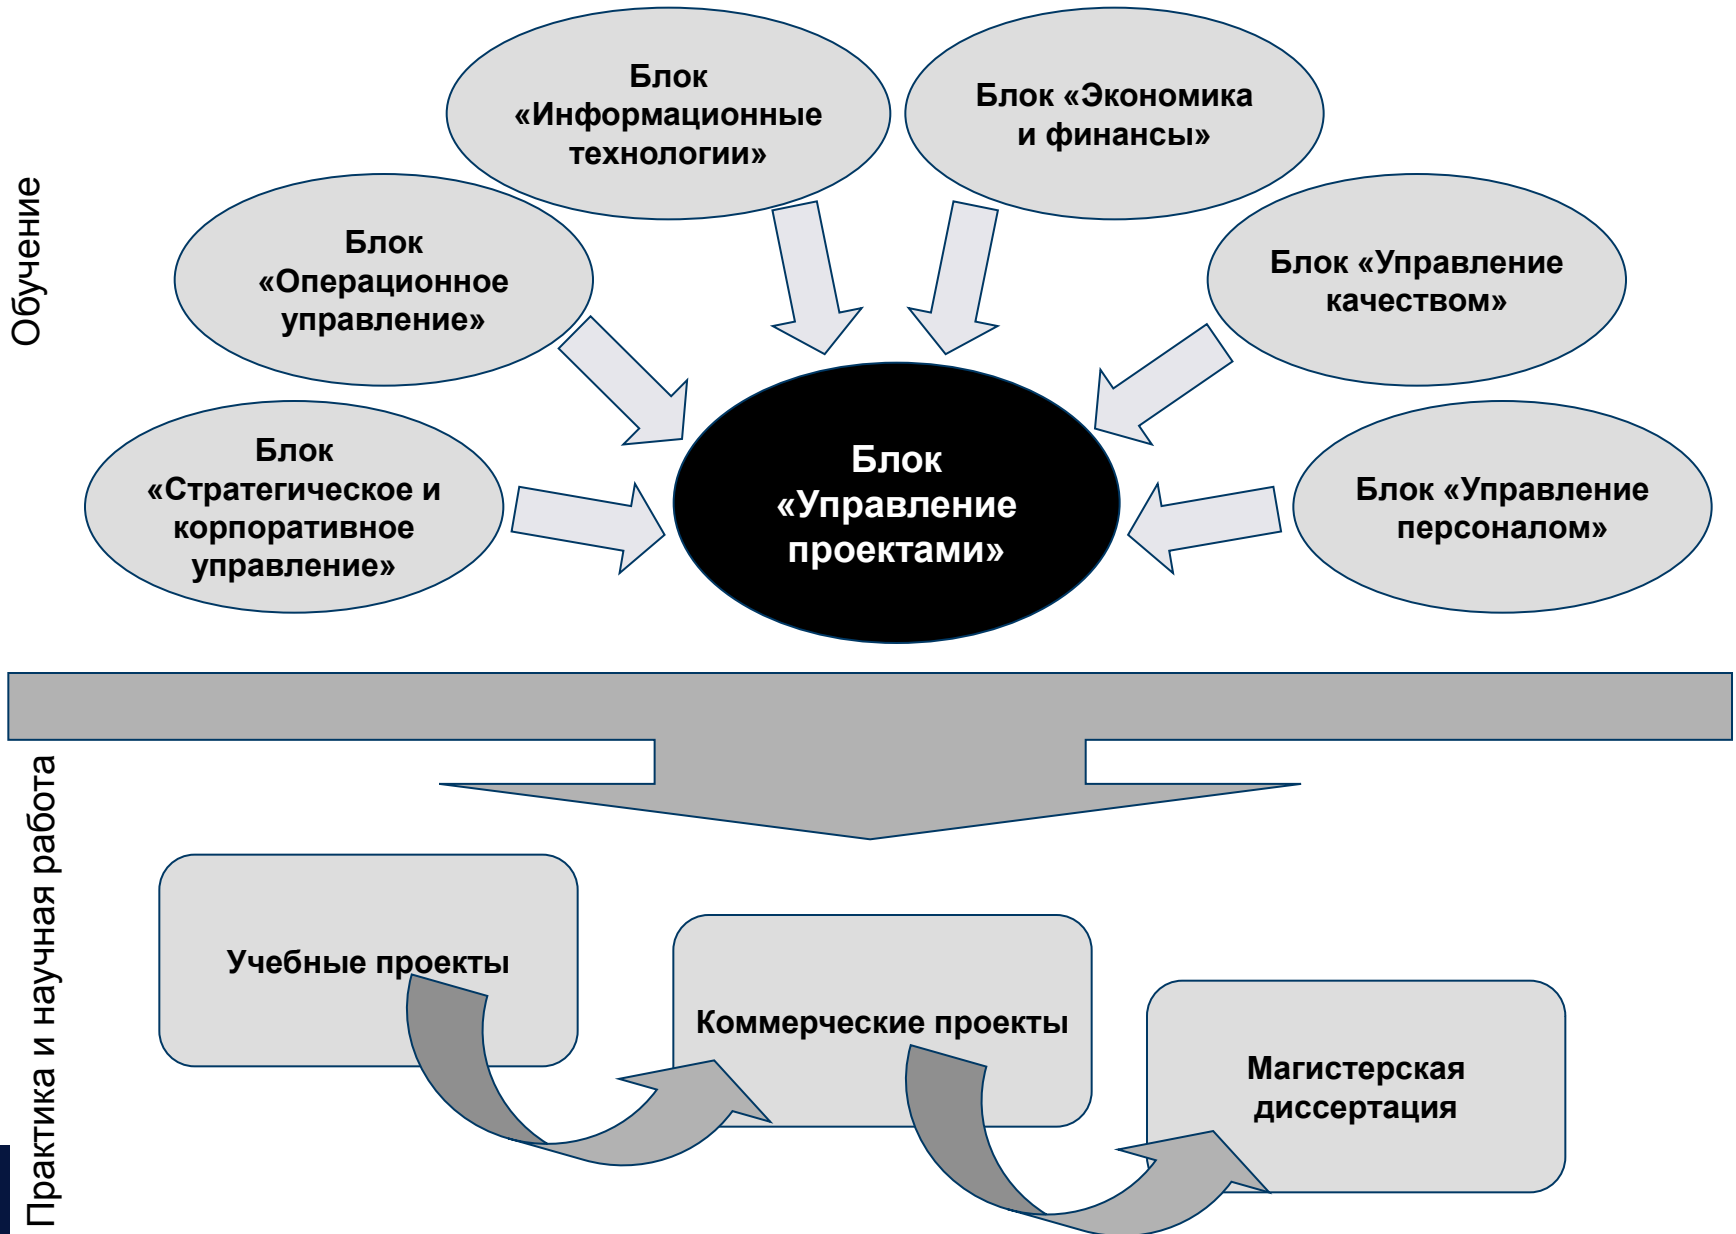 Обучение
Блок
«Информационные
технологии»
Блок «Экономика
и финансы»
Блок
«Операционное
управление»
Блок «Управление
качеством»
Блок
«Стратегическое и
корпоративное
управление»
Блок
«Управление
проектами»
Блок «Управление
персоналом»
Практика и научная работа
Учебные проекты
Коммерческие проекты
Магистерская
диссертация